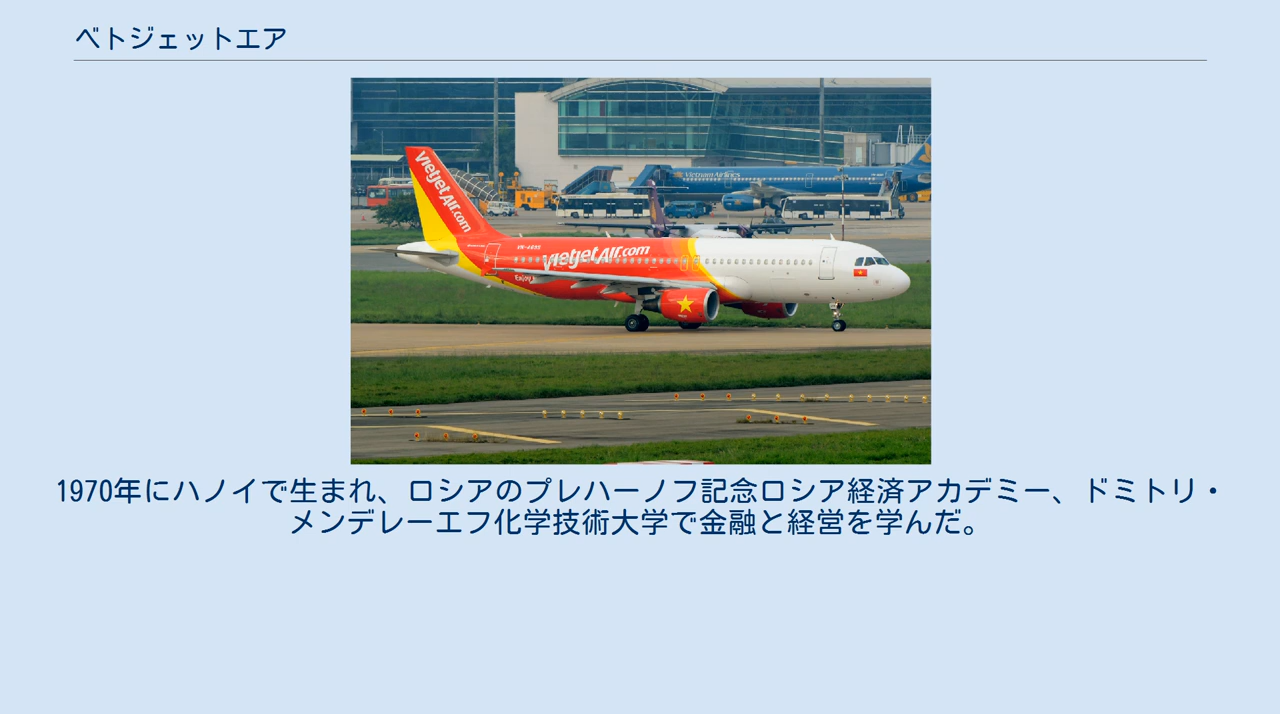 ベトジェットエア
vietjetAir.com
VietnamAirlines
vietjetAir.com
1970年にハノイで生まれ、ロシアのプレハーノフ記念ロシア経済アカデミー、ドミトリ・
メンデレーエフ化学技術大学で金融と経営を学んだ。